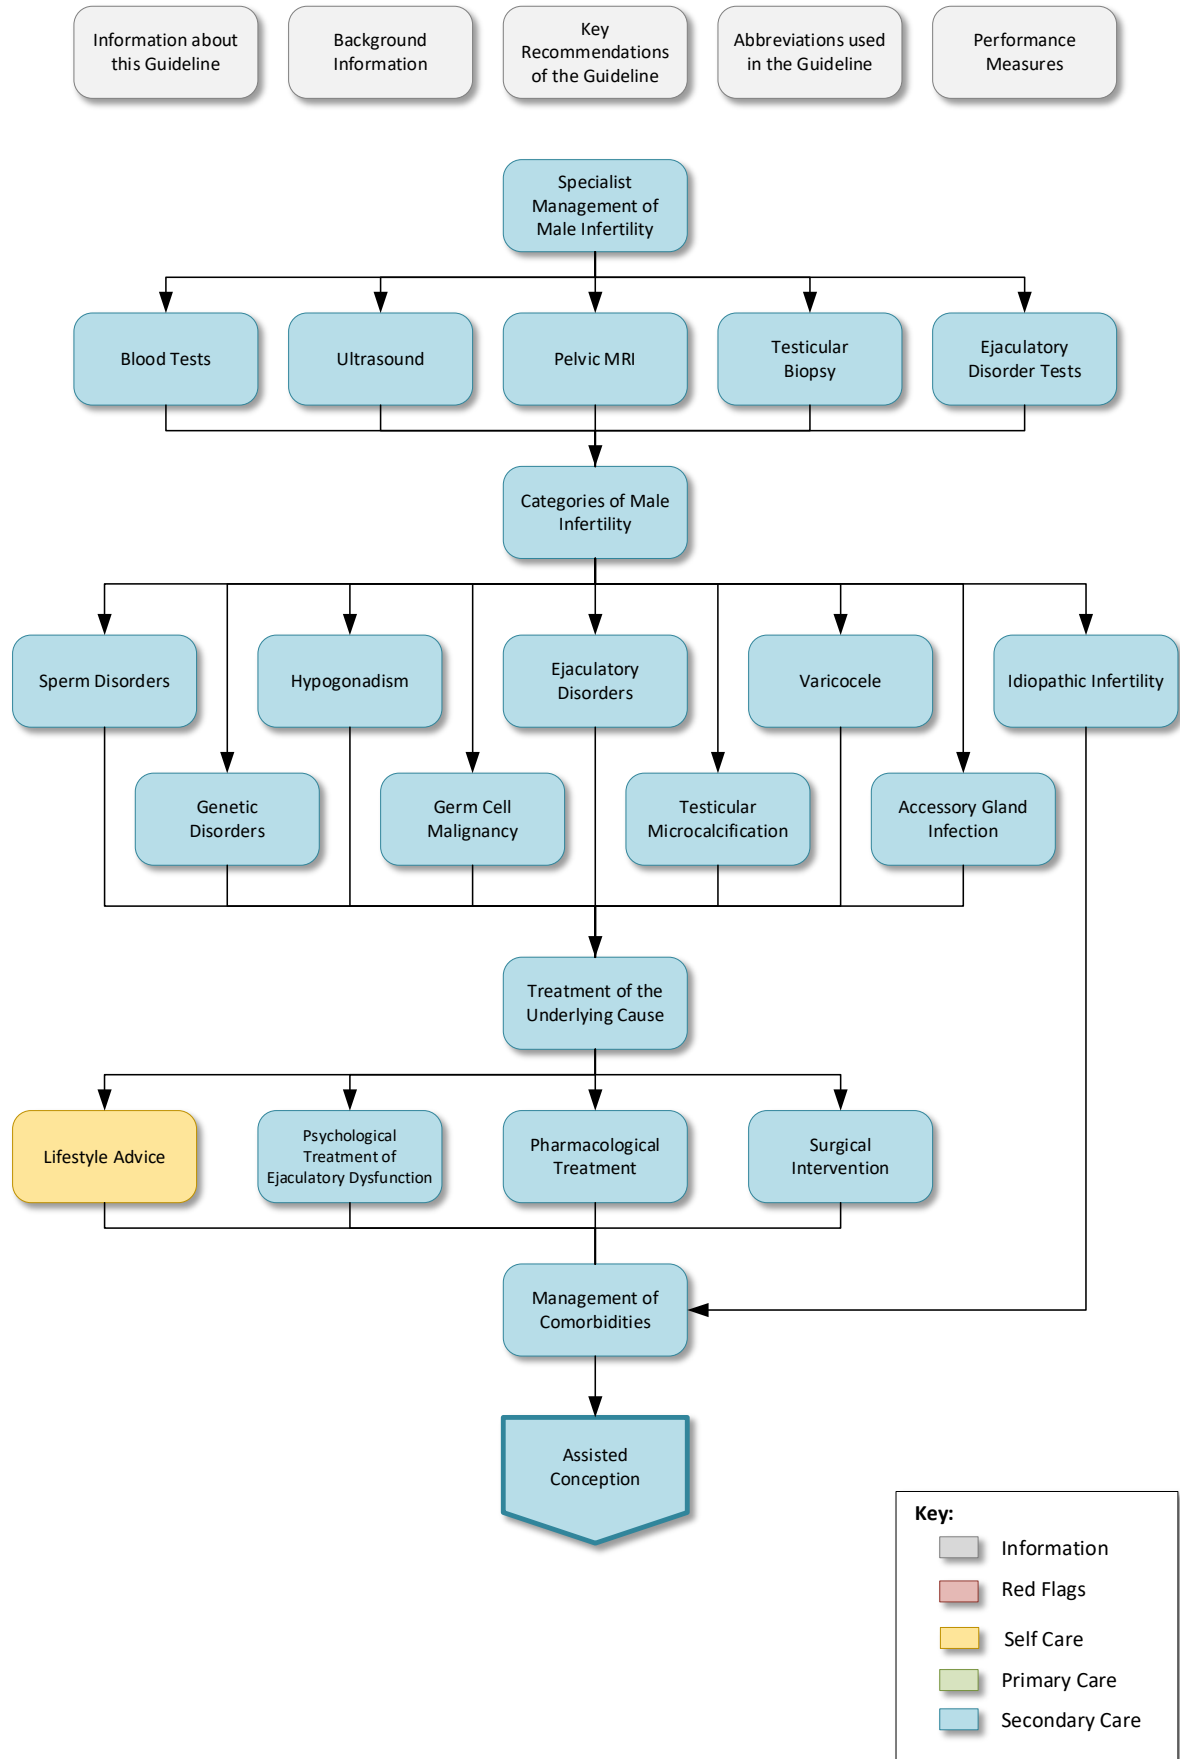 Information about
this Guideline
Background
Information
Key
Recommendations
of the Guideline
Abbreviations used
in the Guideline
Performance
Measures
Specialist
Management of
Male Infertility
Blood Tests
Ultrasound
Pelvic MRI
Testicular
Biopsy
Ejaculatory
Disorder Tests
Categories of Male
Infertility
Sperm Disorders
Hypogonadism
Ejaculatory
Disorders
Varicocele
Idiopathic Infertility
Genetic
Disorders
Germ Cell
Malignancy
Testicular
Microcalcification
Accessory Gland
Infection
Treatment of the
Underlying Cause
Lifestyle Advice
Psychological
Treatment of
Ejaculatory Dysfunction
Pharmacological
Treatment
Surgical
Intervention
Management of
Comorbidities
Assisted
Conception
Key:
Information
Red Flags
Self Care
Primary Care
Secondary Care